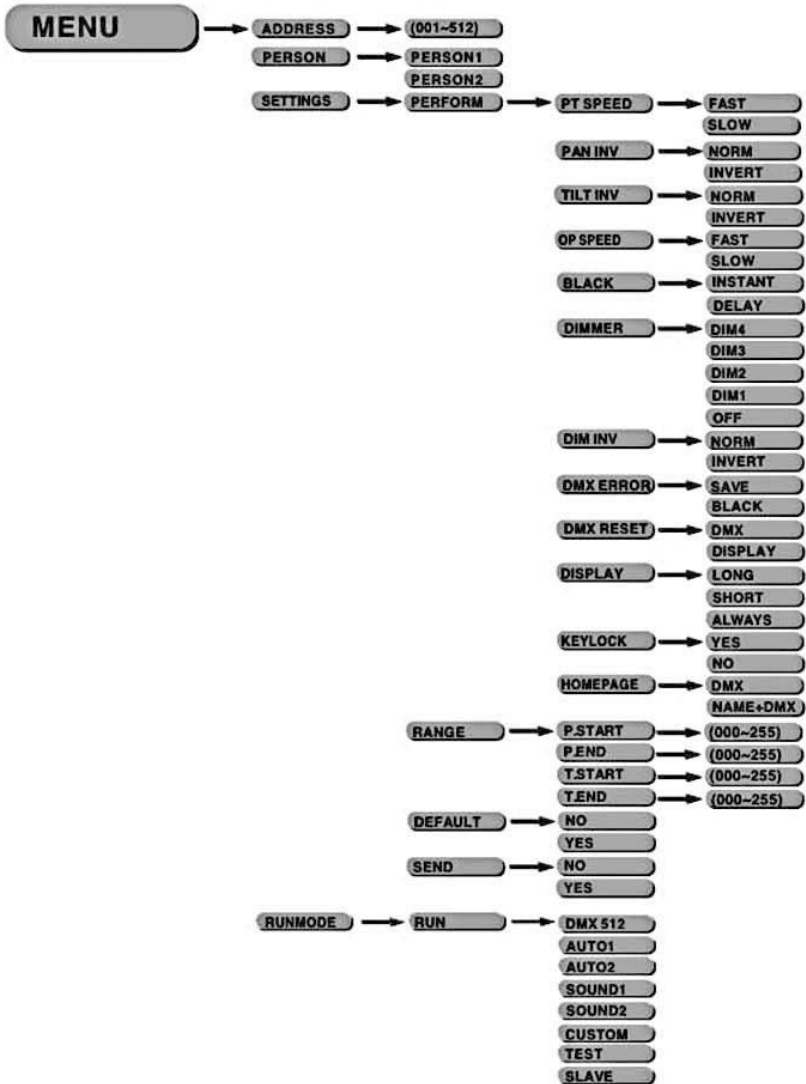 MENU ADDRESS (001~512)
PERSON PERSON1
PERSON2
SETTINGS PERFORM PT SPEED FAST
SLOW
PAN INV NORM
INVERT
TILT INV NORM
INVERT
OP SPEED FAST
SLOW
BLACK INSTANT
DELAY
DIMMER DIM4
DIM3
DIM2
DIM1
OFF
DIM INV NORM
INVERT
DMX ERROR SAVE
BLACK
DMX RESET DMX
DISPLAY
DISPLAY LONG
SHORT
ALWAYS
KEYLOCK YES
NO
HOMEPAGE DMX
NAME+DMX
RANGE P.START (000~255)
P.END (000~255)
T.START (000~255)
T.END (000~255)
DEFAULT NO
YES
SEND NO
YES
RUNMODE RUN DMX 512
AUTO1
AUTO2
SOUND1
SOUND2
CUSTOM
TEST
SLAVE